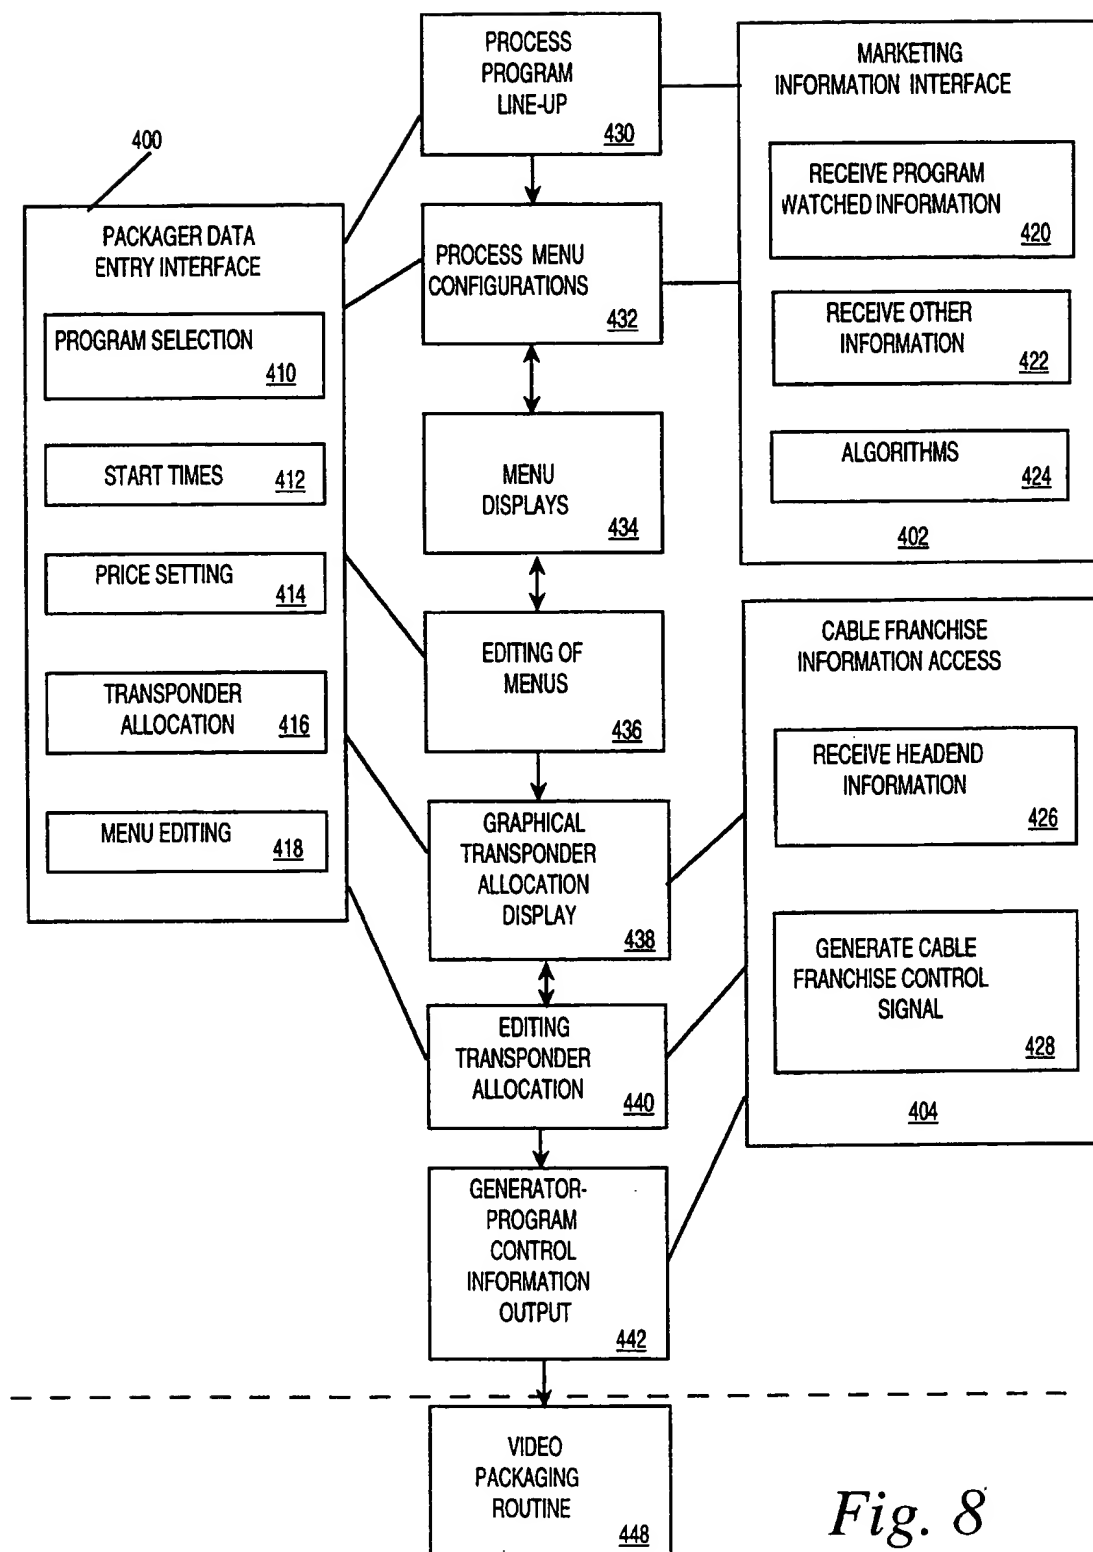 400
PACKAGER DATA
ENTRY INTERFACE
PROGRAM SELECTION
410
START TIMES
412
PRICE SETTING
414
TRANSPONDER
ALLOCATION
416
MENU EDITING
418
PROCESS
PROGRAM
LINE-UP
430
PROCESS MENU
CONFIGURATIONS
432
MENU
DISPLAYS
434
EDITING OF
MENUS
436
GRAPHICAL
TRANSPONDER
ALLOCATION
DISPLAY
438
EDITING
TRANSPONDER
ALLOCATION
440
GENERATOR-
PROGRAM
CONTROL
INFORMATION
OUTPUT
442
VIDEO
PACKAGING
ROUTINE
448
MARKETING
INFORMATION INTERFACE
RECEIVE PROGRAM
WATCHED INFORMATION
420
RECEIVE OTHER
INFORMATION
422
ALGORITHMS
424
402
CABLE FRANCHISE
INFORMATION ACCESS
RECEIVE HEADEND
INFORMATION
426
GENERATE CABLE
FRANCHISE CONTROL
SIGNAL
428
404
Fig. 8